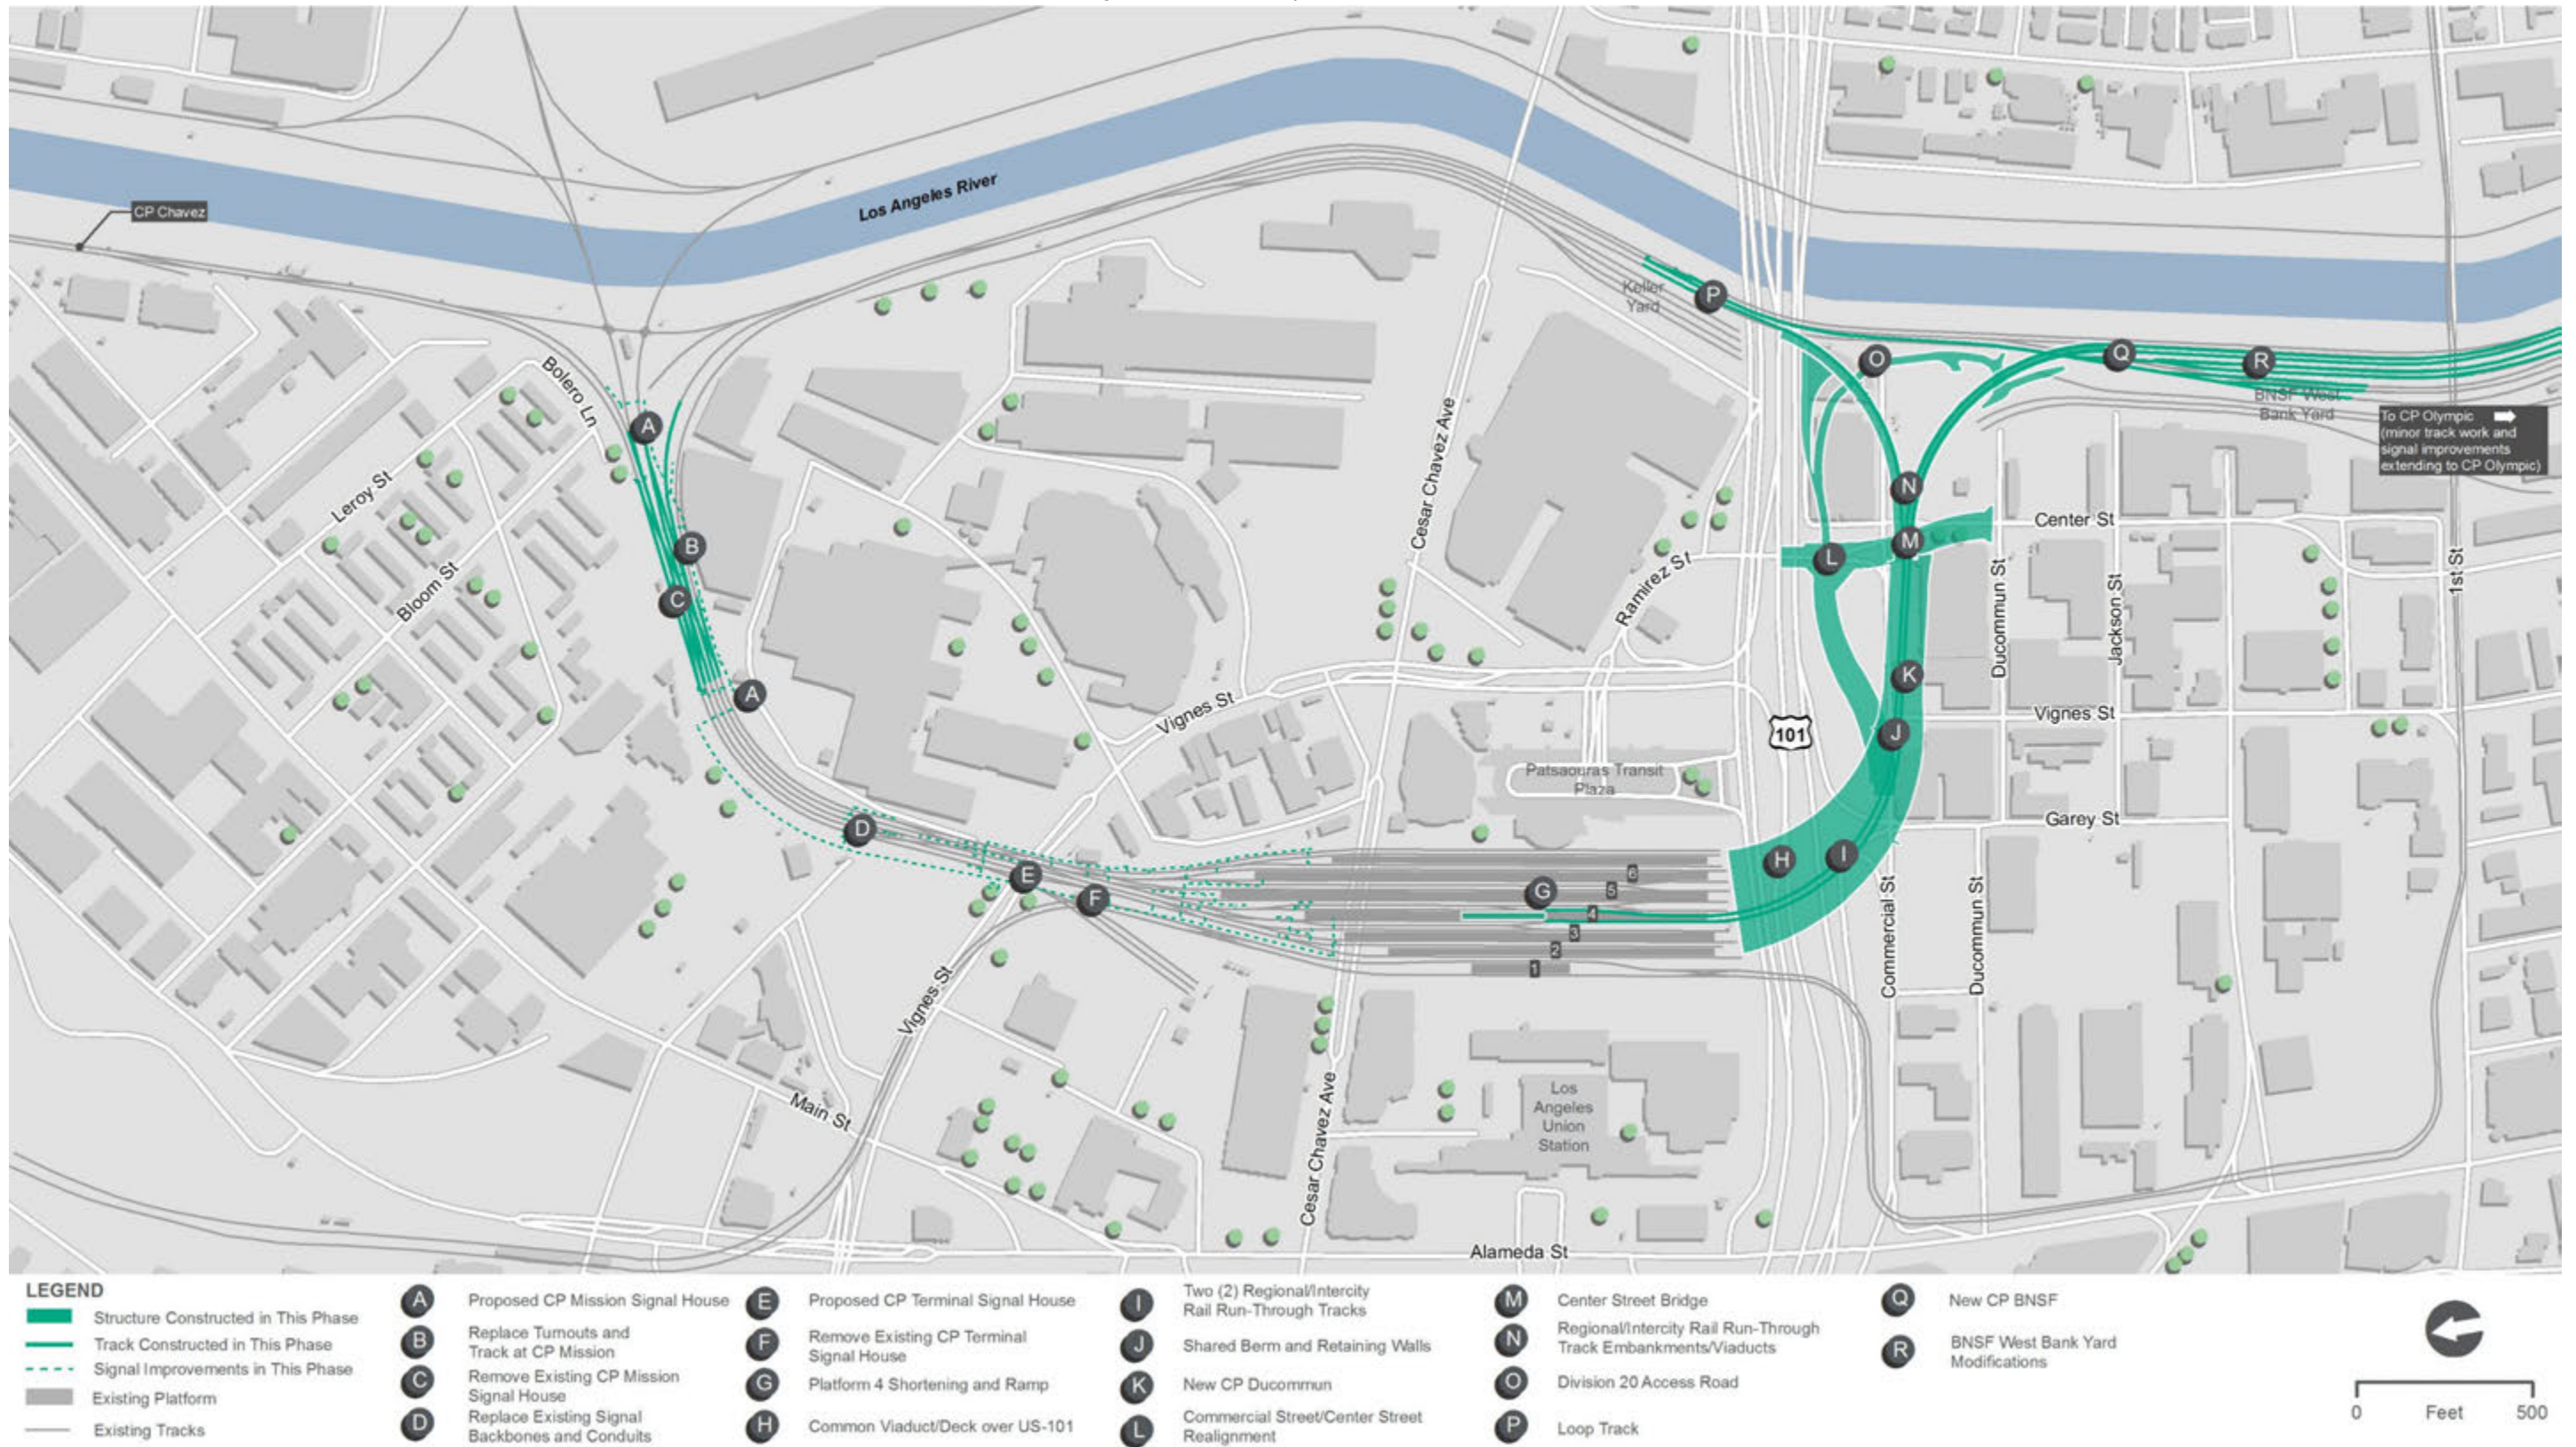 Los Angeles River
CP Chavez
Keller
Yard
P
O
Q
R
BNSF West
Bank Yard
To CP Olympic
(minor track work and
signal improvements
extending to CP Olympic)
Bolero Ln
Leroy St
Bloom St
A
B
C
A
D
E
F
Cesar Chavez Ave
Ramirez St
N
M
L
K
J
Center St
Ducommun St
Jackson St
1st St
Vignes St
Vignes St
101
Patsaouras Transit
Plaza
Garey St
H
I
G
6
5
4
3
2
1
Commercial St
Ducommun St
Vignes St
Main St
Cesar Chavez Ave
Los
Angeles
Union
Station
Alameda St
LEGEND
Structure Constructed in This Phase
Track Constructed in This Phase
Signal Improvements in This Phase
Existing Platform
Existing Tracks
A Proposed CP Mission Signal House
B Replace Turnouts and
Track at CP Mission
C Remove Existing CP Mission
Signal House
D Replace Existing Signal
Backbones and Conduits
E Proposed CP Terminal Signal House
F Remove Existing CP Terminal
Signal House
G Platform 4 Shortening and Ramp
H Common Viaduct/Deck over US-101
I Two (2) Regional/Intercity
Rail Run-Through Tracks
J Shared Berm and Retaining Walls
K New CP Ducommun
L Commercial Street/Center Street
Realignment
M Center Street Bridge
N Regional/Intercity Rail Run-Through
Track Embankments/Viaducts
O Division 20 Access Road
P Loop Track
Q New CP BNSF
R BNSF West Bank Yard
Modifications
0 Feet 500